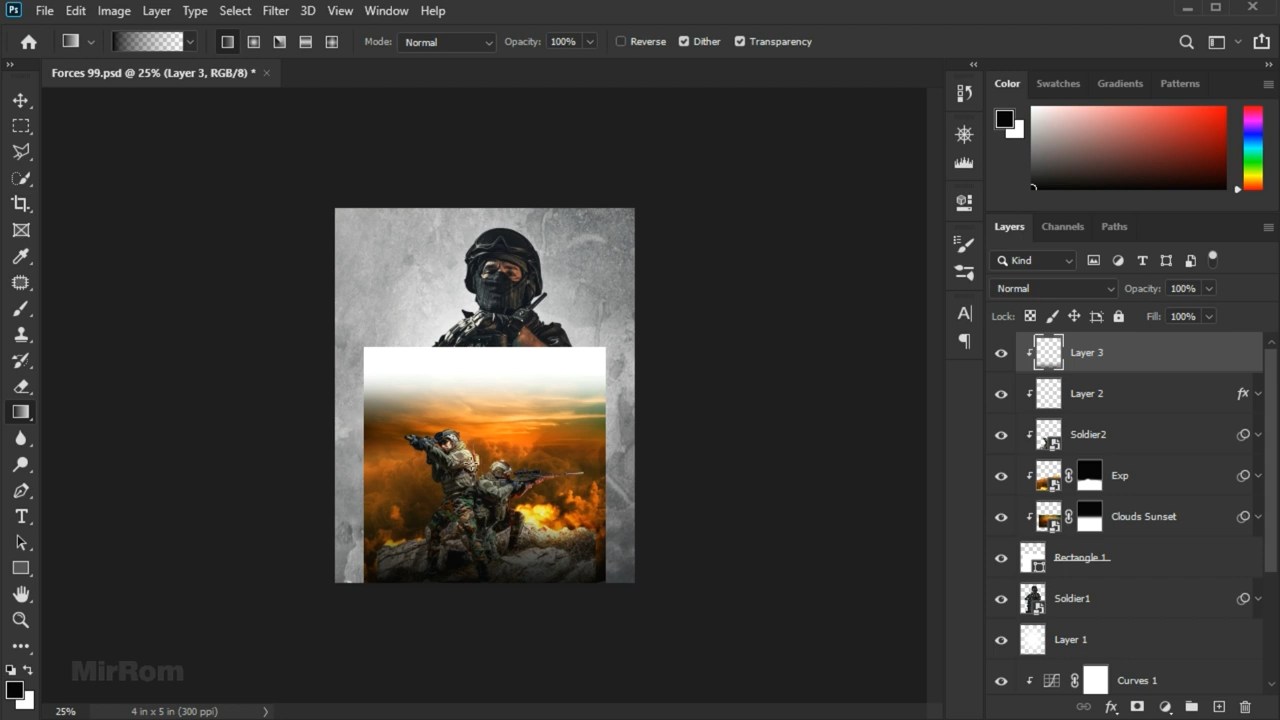 Ps File Edit Image Layer Type Select Filter 3D View Window Help
Mode: Normal Opacity: 100% Reverse Dither Transparency
Forces 99.psd @ 25% (Layer 3, RGB/8) * ×
Color Swatches Gradients Patterns
Layers Channels Paths
Kind
Normal Opacity: 100%
Lock: Fill: 100%
Layer 3
Layer 2 fx
Soldier2
Exp
Clouds Sunset
Rectangle 1
Soldier1
Layer 1
Curves 1
MirRom
25% 4 in x 5 in (300 ppi)